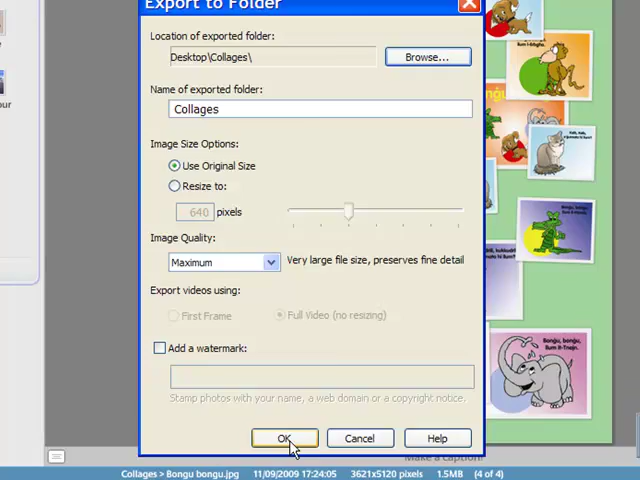 Export to Folder
Location of exported folder:
Desktop\Collages\
Browse...
Name of exported folder:
Collages
Image Size Options:
Use Original Size
Resize to:
640 pixels
Image Quality:
Maximum
Very large file size, preserves fine detail
Export videos using:
First Frame
Full Video (no resizing)
Add a watermark:
Stamp photos with your name, a web domain or a copyright notice.
OK
Cancel
Help
Make a caption!
Collages > Bongu bongu.jpg 11/09/2009 17:24:05 3621x5120 pixels 1.5MB (4 of 4)